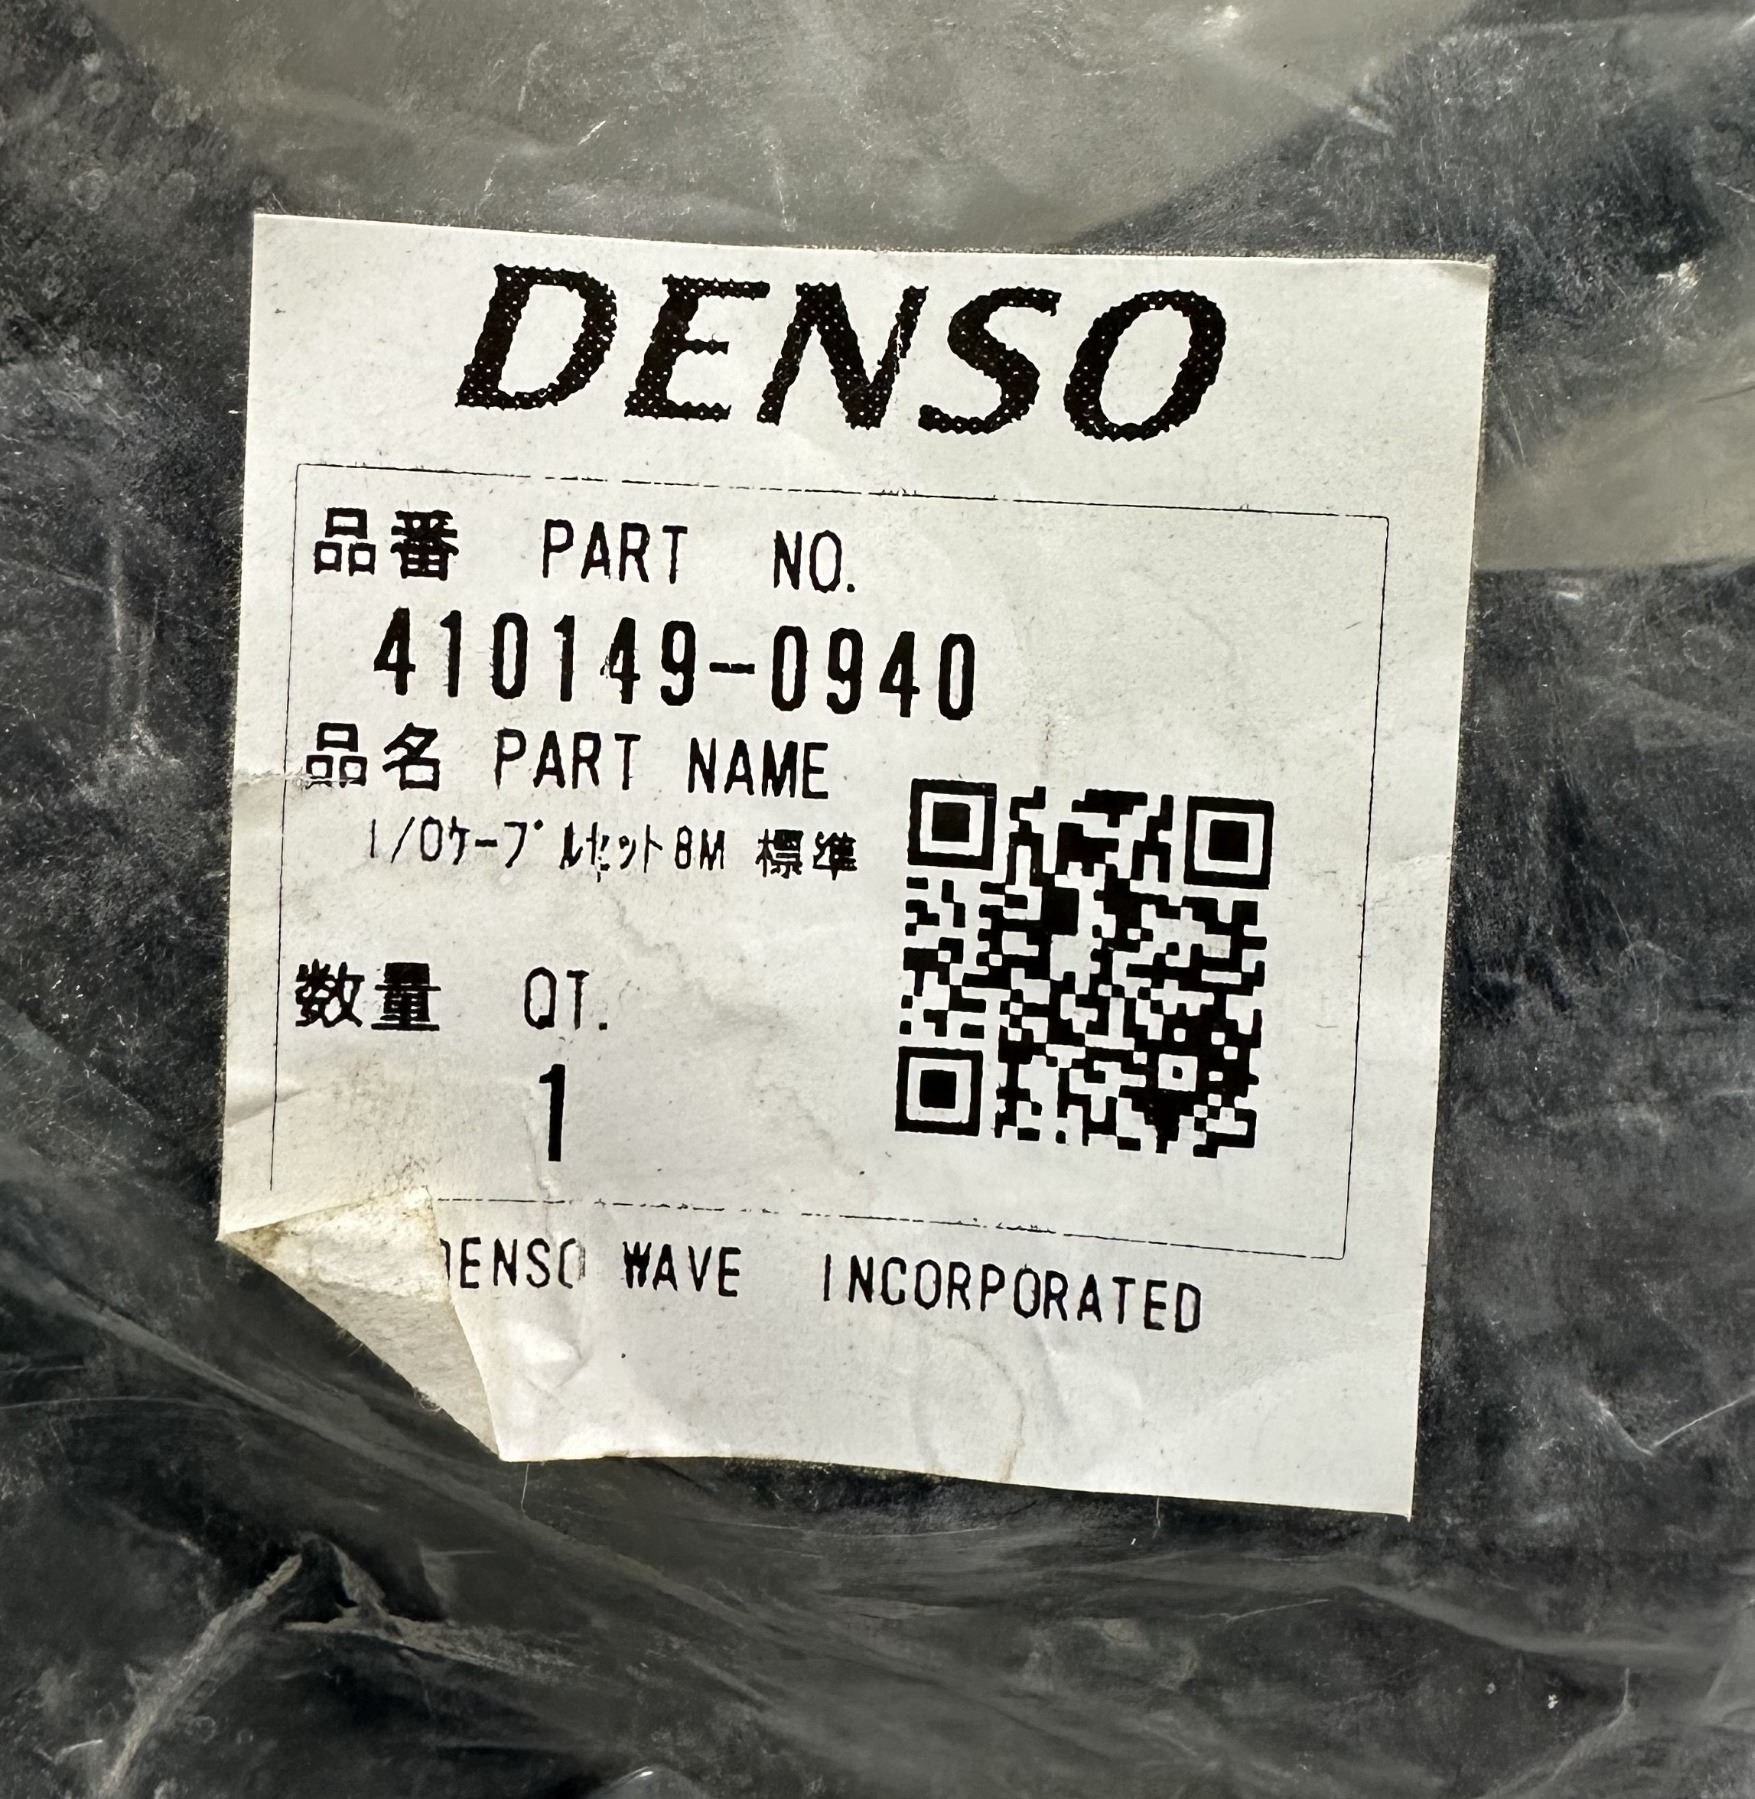 DENSO
品番 PART NO.
410149-0940
品名 PART NAME
I/Oｹｰﾌﾞﾙｾｯﾄ8M 標準
数量 QT.
1
DENSO WAVE INCORPORATED